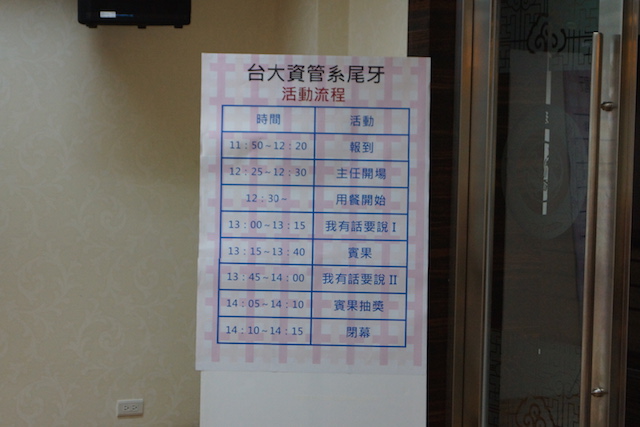 台大資管系尾牙
活動流程
時間 活動
11：50~12：20 報到
12：25~12：30 主任開場
12：30~ 用餐開始
13：00~13：15 我有話要說 I
13：15~13：40 賓果
13：45~14：00 我有話要說 II
14：05~14：10 賓果抽獎
14：10~14：15 閉幕